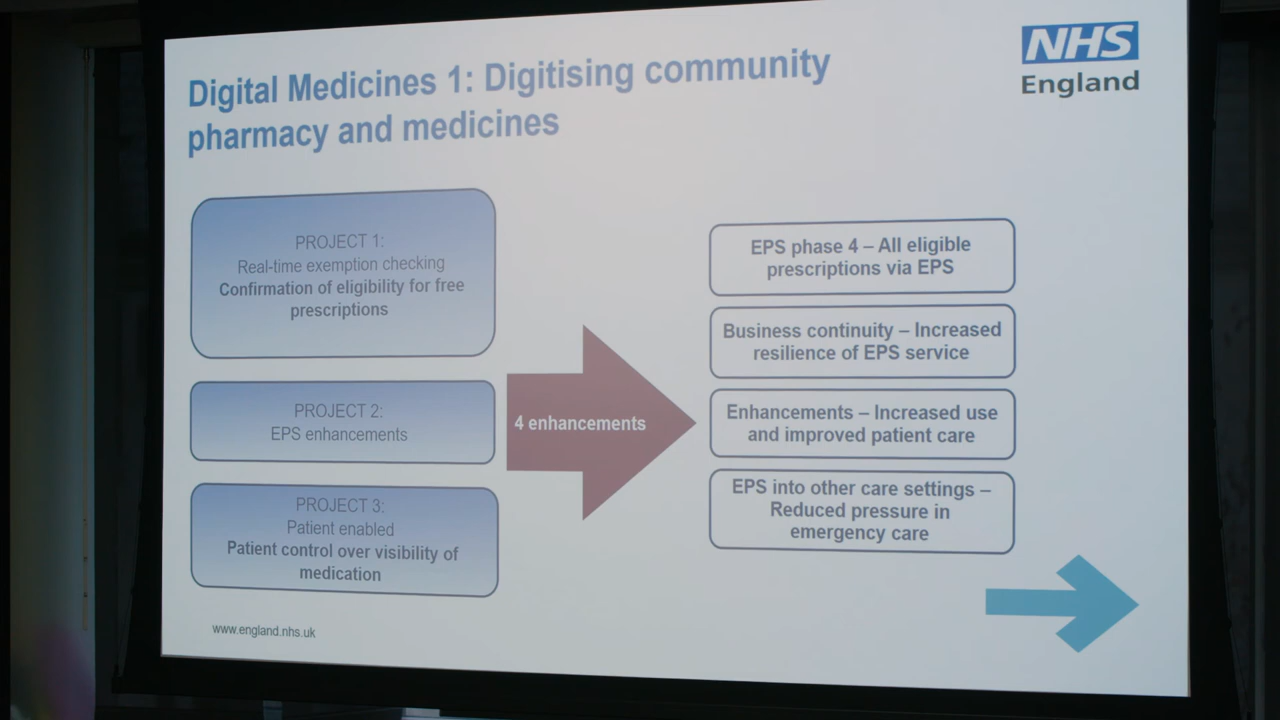 Digital Medicines 1: Digitising community
pharmacy and medicines
NHS
England
PROJECT 1:
Real-time exemption checking
Confirmation of eligibility for free
prescriptions
PROJECT 2:
EPS enhancements
PROJECT 3:
Patient enabled
Patient control over visibility of
medication
4 enhancements
EPS phase 4 – All eligible
prescriptions via EPS
Business continuity – Increased
resilience of EPS service
Enhancements – Increased use
and improved patient care
EPS into other care settings –
Reduced pressure in
emergency care
www.england.nhs.uk